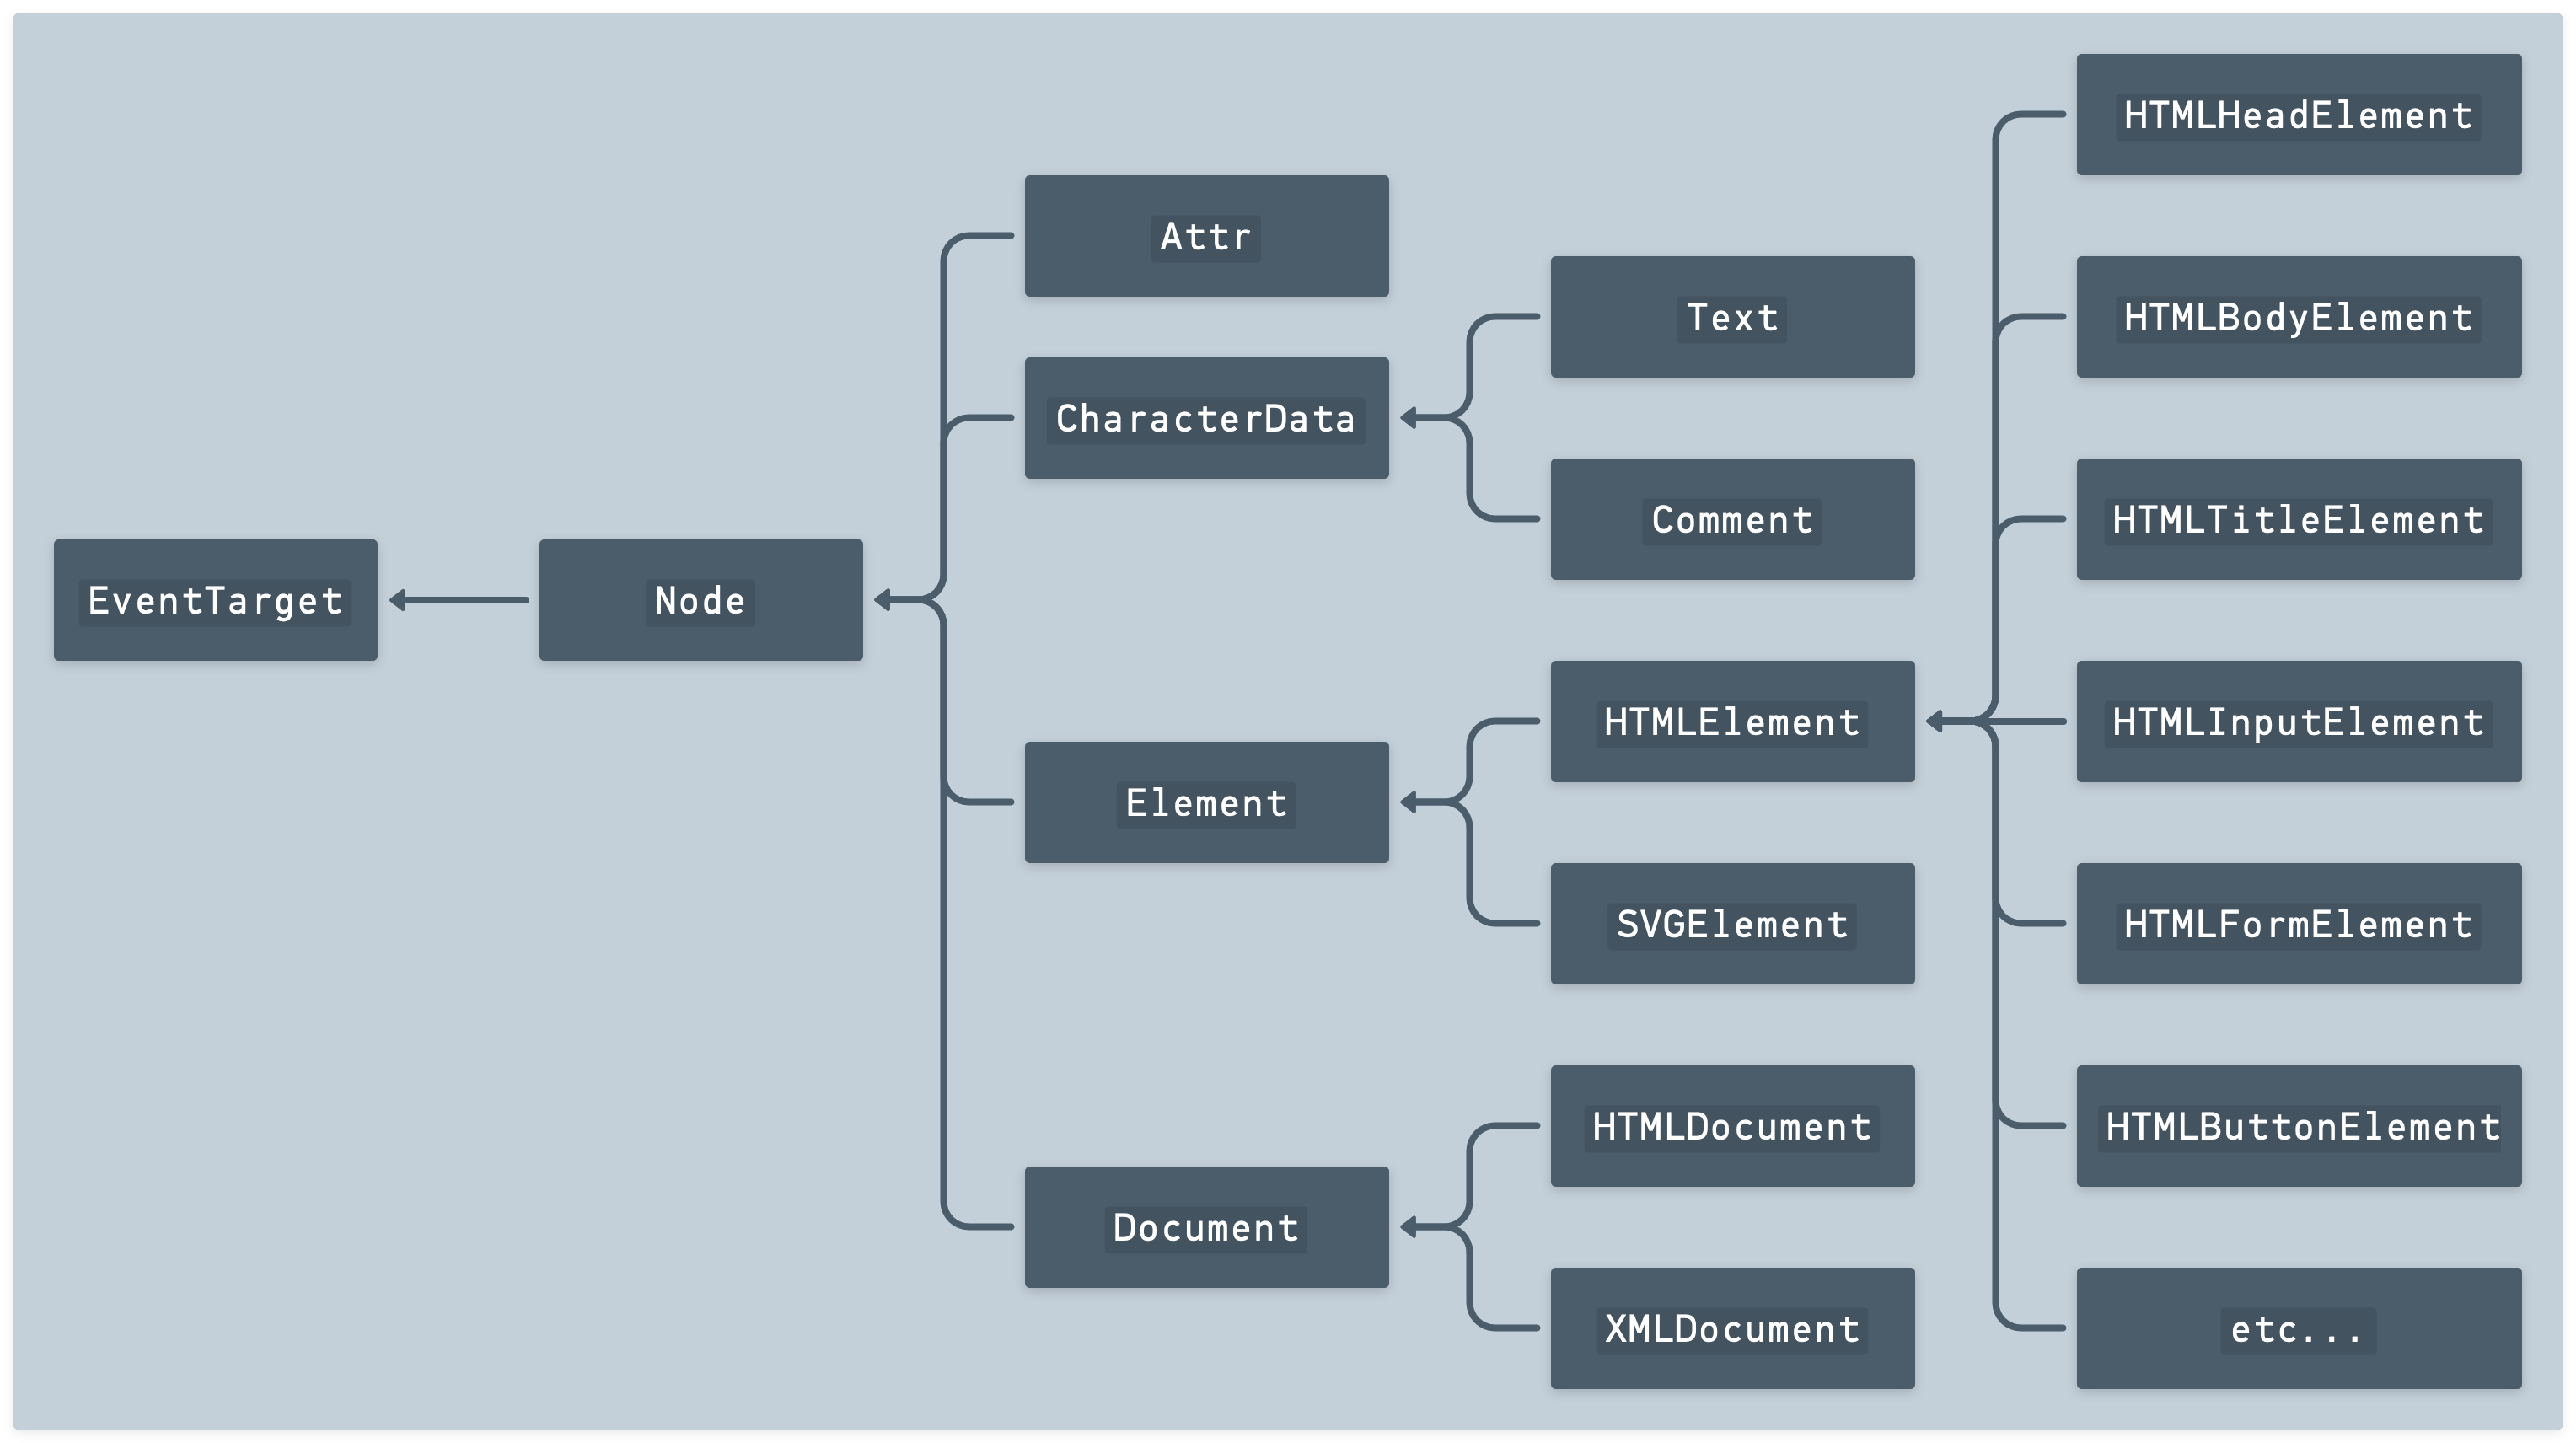 EventTarget
Node
Attr
CharacterData
Element
Document
Text
Comment
HTMLElement
SVGElement
HTMLDocument
XMLDocument
HTMLHeadElement
HTMLBodyElement
HTMLTitleElement
HTMLInputElement
HTMLFormElement
HTMLButtonElement
etc...